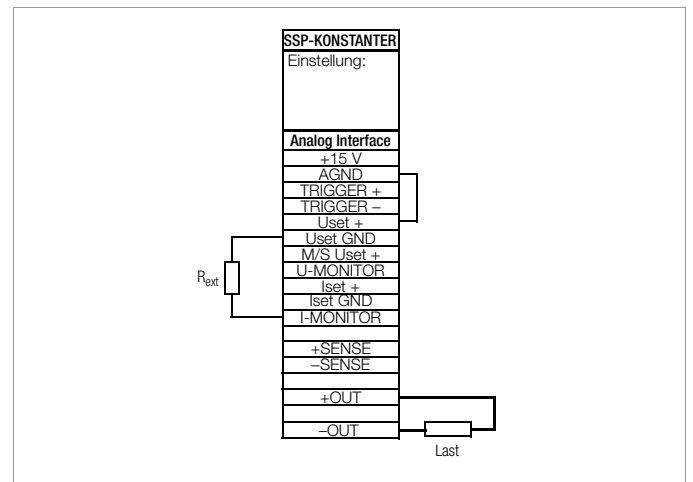 SSP-KONSTANTER
Einstellung:
Analog Interface
+15 V
AGND
TRIGGER +
TRIGGER –
Uset +
Uset GND
M/S Uset +
U-MONITOR
Iset +
Iset GND
I-MONITOR
Rext
+SENSE
–SENSE
+OUT
–OUT
Last